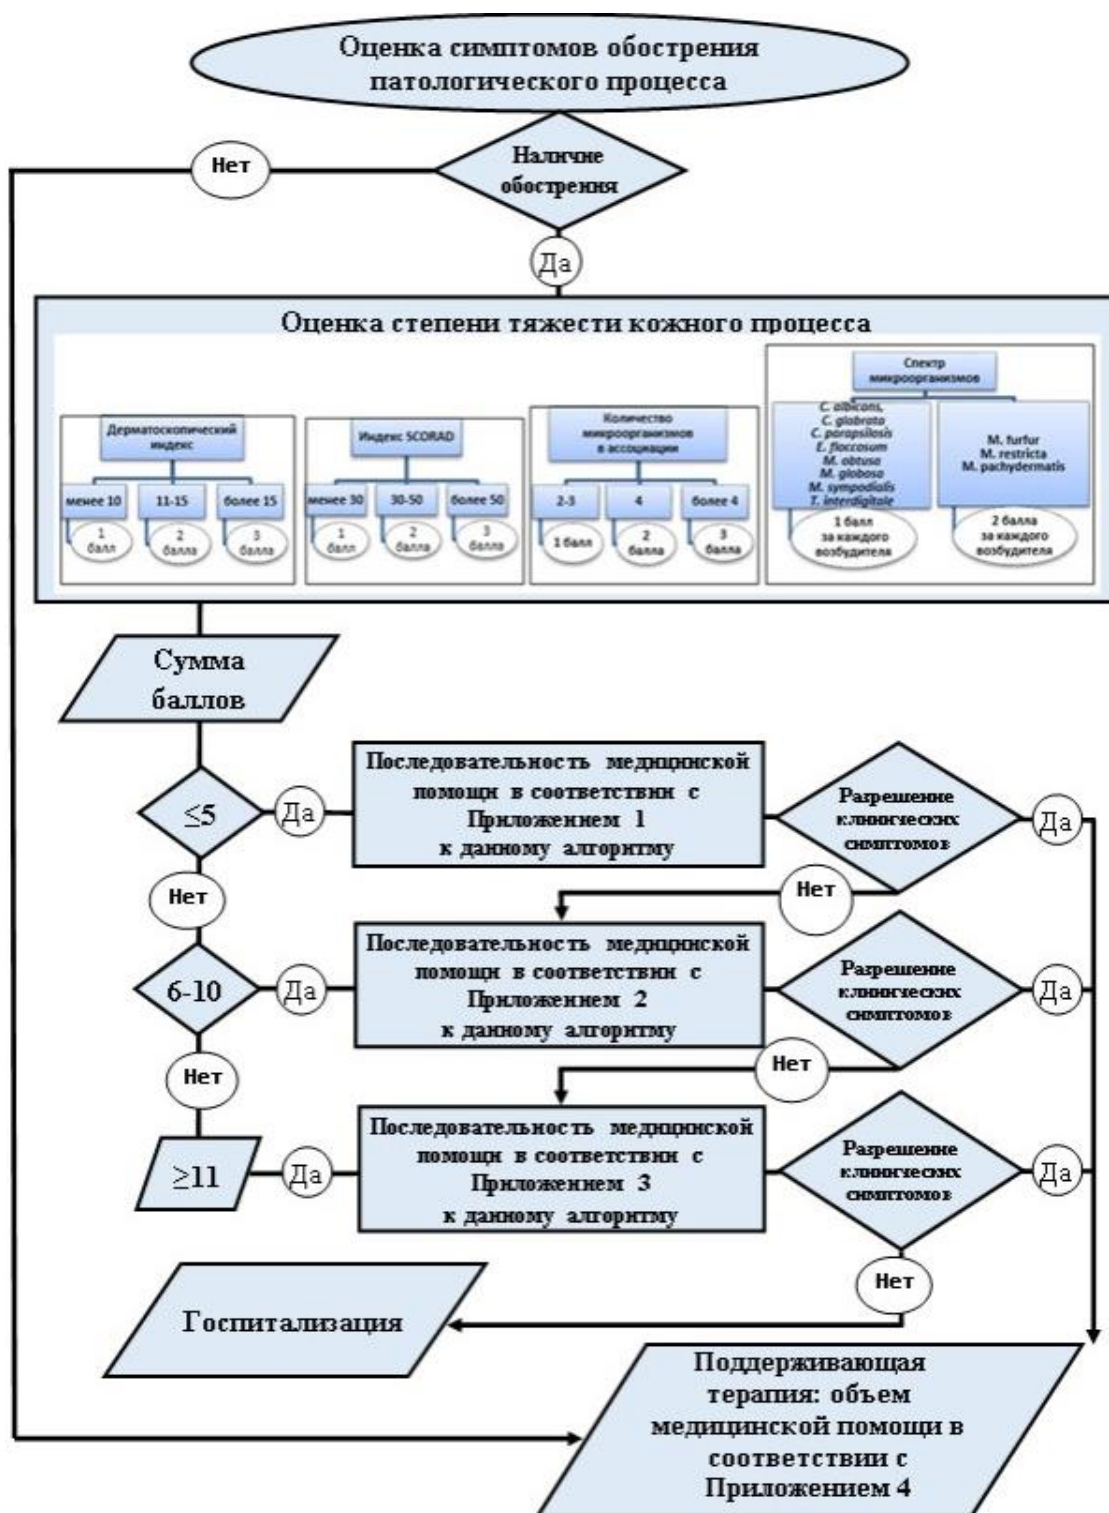 Оценка симптомов обострения
патологического процесса
Наличие
обострения
Нет
Да
Оценка степени тяжести кожного процесса
Дерматоскопический
индекс
менее 10
11-15
более 15
1
балл
2
балла
3
балла
Индекс SCORAD
менее 30
30-50
более 50
1
балл
2
балла
3
балла
Количество
микроорганизмов
в ассоциации
2-3
4
более 4
1 балл
2
балла
3
балла
Спектр
микроорганизмов
C. albicans,
C. glabrata
C. parapsilosis
E. floccosum
M. obtusa
M. globosa
M. sympodialis
T. interdigitale
M. furfur
M. restricta
M. pachydermatis
1 балл
за каждого
возбудителя
2 балла
за каждого
возбудителя
Сумма
баллов
≤5
Да
Последовательность медицинской
помощи в соответствии с
Приложением 1
к данному алгоритму
Разрешение
клинических
симптомов
Да
Нет
Нет
6-10
Да
Последовательность медицинской
помощи в соответствии с
Приложением 2
к данному алгоритму
Разрешение
клинических
симптомов
Да
Нет
Нет
≥11
Да
Последовательность медицинской
помощи в соответствии с
Приложением 3
к данному алгоритму
Разрешение
клинических
симптомов
Да
Нет
Госпитализация
Поддерживающая
терапия: объем
медицинской помощи в
соответствии с
Приложением 4